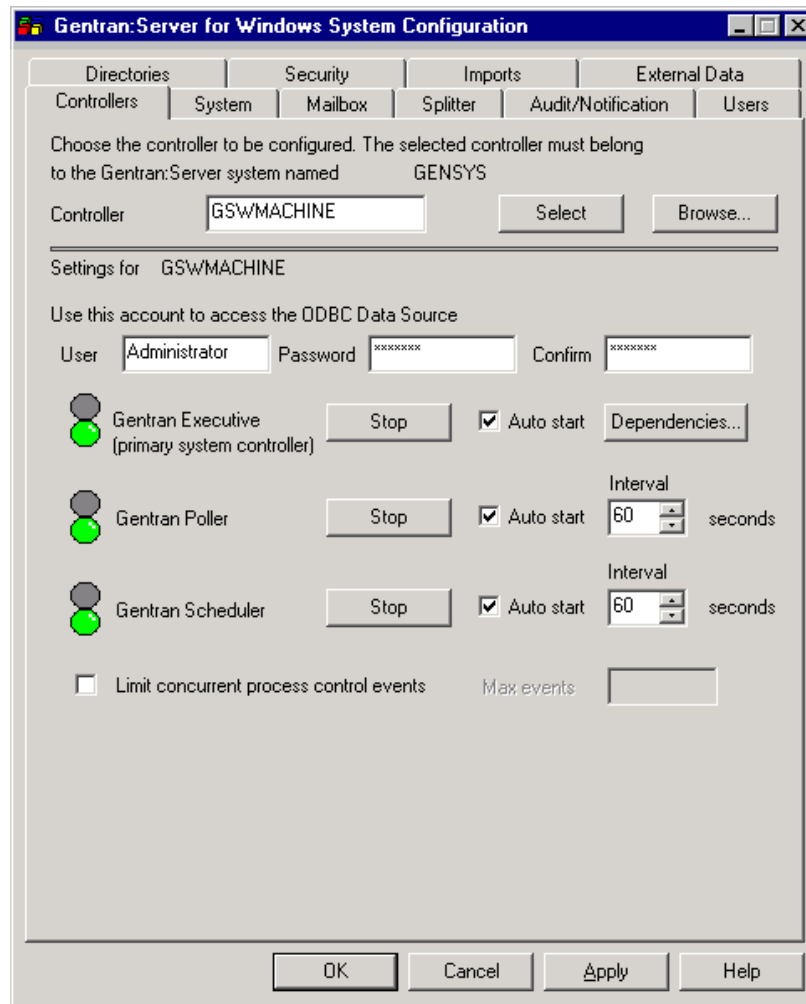 Gentran:Server for Windows System Configuration
Directories Security Imports External Data
Controllers System Mailbox Splitter Audit/Notification Users
Choose the controller to be configured. The selected controller must belong
to the Gentran:Server system named GENSYS
Controller GSWMACHINE Select Browse...
Settings for GSWMACHINE
Use this account to access the ODBC Data Source
User Administrator Password ******* Confirm *******
Gentran Executive Stop Auto start Dependencies...
(primary system controller)
Interval
Gentran Poller Stop Auto start 60 seconds
Interval
Gentran Scheduler Stop Auto start 60 seconds
Limit concurrent process control events Max events
OK Cancel Apply Help